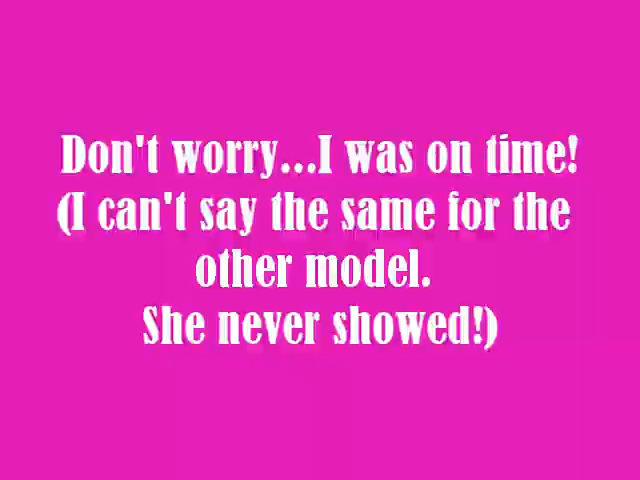 Don't worry...I was on time!
(I can't say the same for the
other model.
She never showed!)